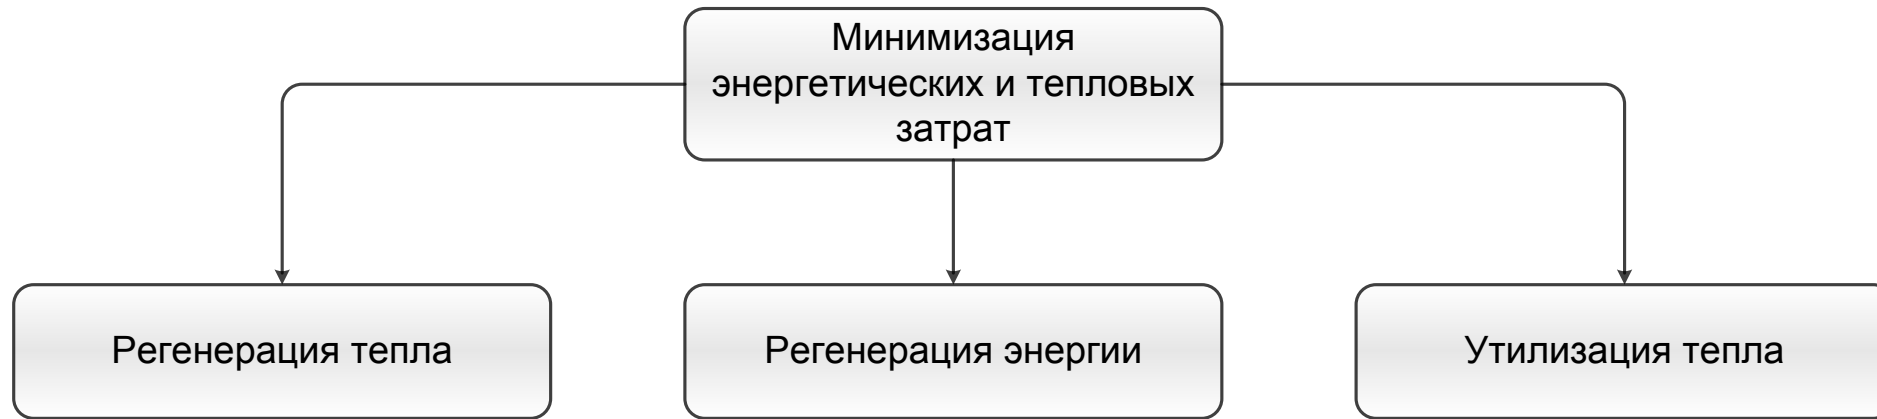 Минимизация
энергетических и тепловых
затрат
Регенерация тепла
Регенерация энергии
Утилизация тепла